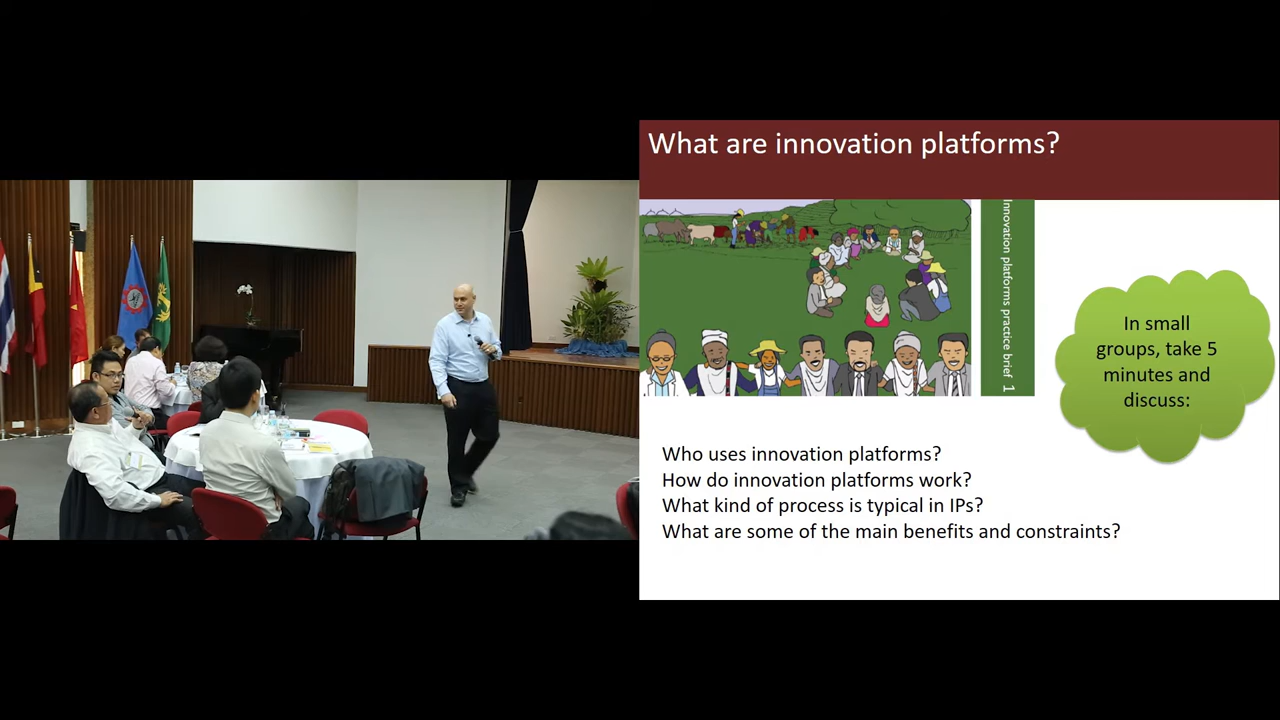 What are innovation platforms?
Innovation platforms practice brief 1
In small
groups, take 5
minutes and
discuss:
Who uses innovation platforms?
How do innovation platforms work?
What kind of process is typical in IPs?
What are some of the main benefits and constraints?